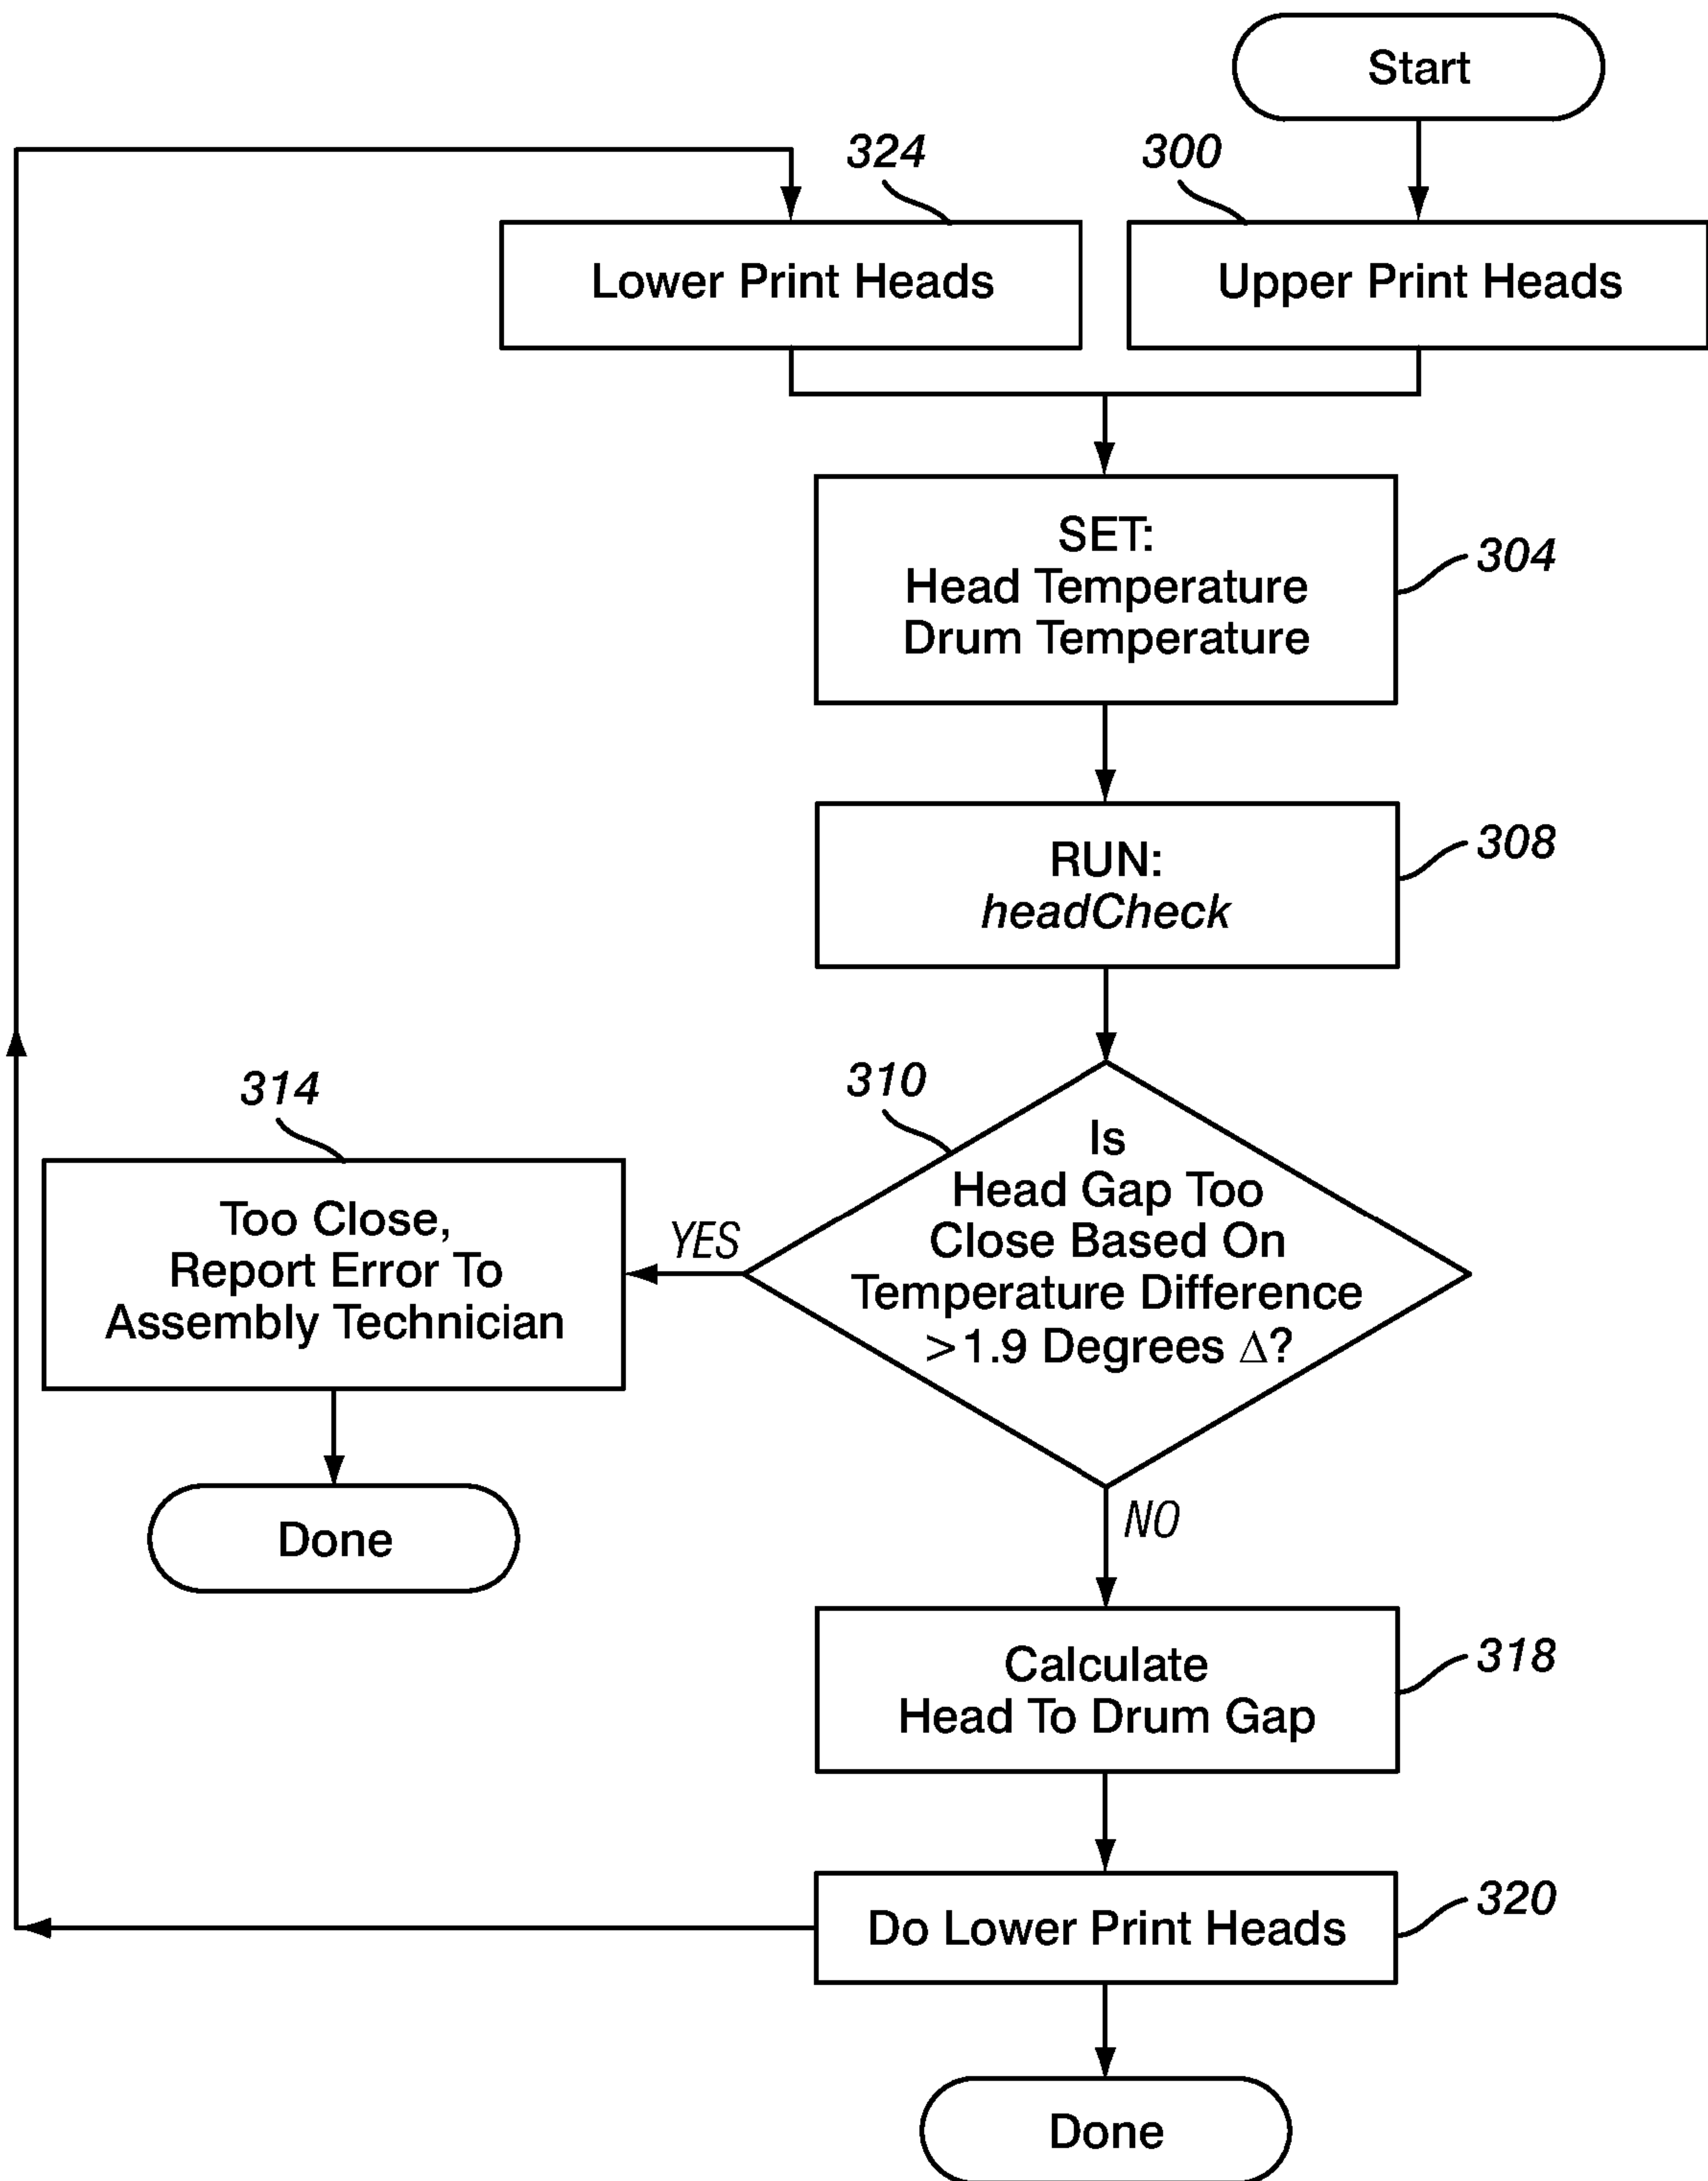 Start
324
300
Lower Print Heads
Upper Print Heads
SET:
Head Temperature
Drum Temperature
304
RUN:
headCheck
308
310
Is
Head Gap Too
Close Based On
Temperature Difference
>1.9 Degrees Δ?
YES
314
Too Close,
Report Error To
Assembly Technician
Done
NO
Calculate
Head To Drum Gap
318
Do Lower Print Heads
320
Done